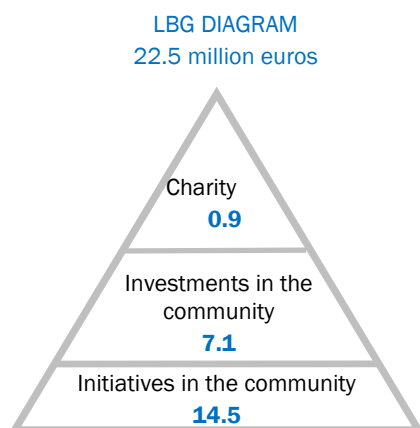 LBG DIAGRAM
22.5 million euros
Charity
0.9
Investments in the
community
7.1
Initiatives in the community
14.5